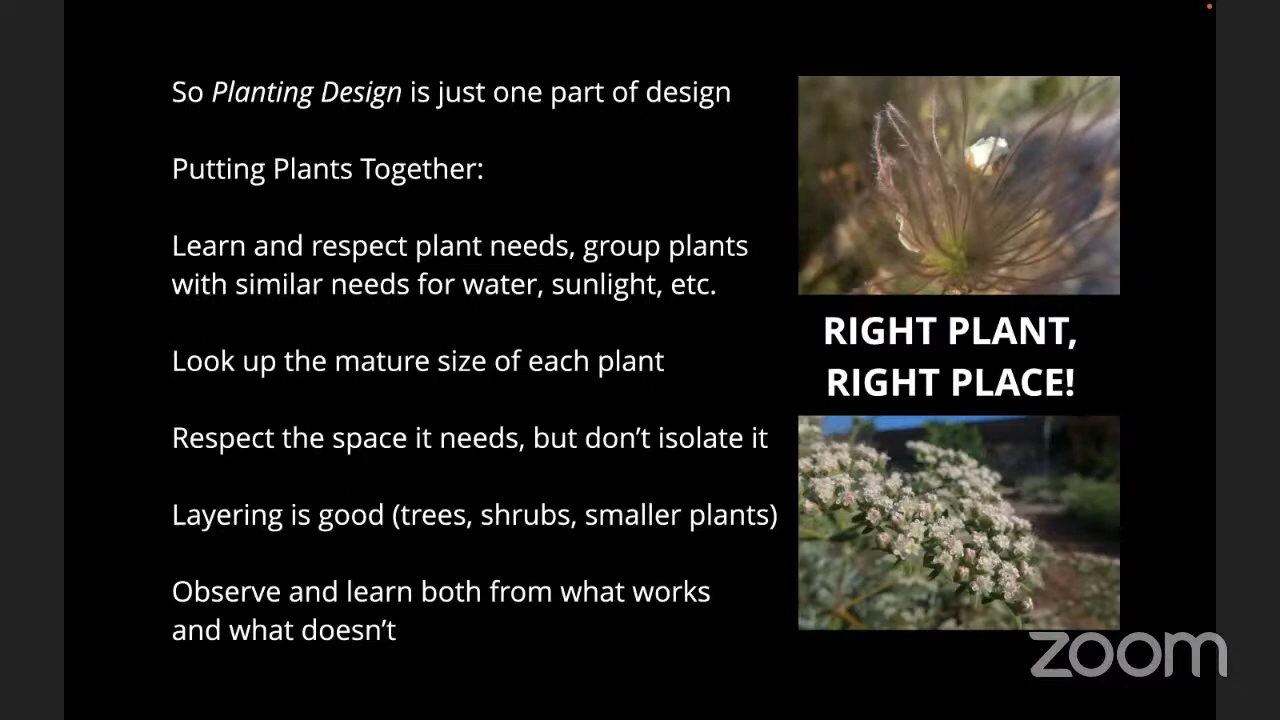 So Planting Design is just one part of design
Putting Plants Together:
Learn and respect plant needs, group plants
with similar needs for water, sunlight, etc.
Look up the mature size of each plant
Respect the space it needs, but don’t isolate it
Layering is good (trees, shrubs, smaller plants)
Observe and learn both from what works
and what doesn’t
RIGHT PLANT,
RIGHT PLACE!
zoom